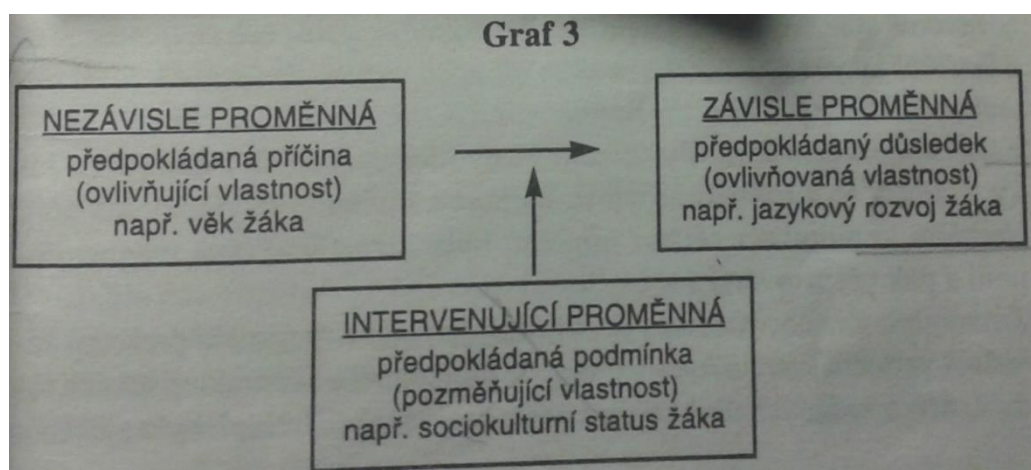 Graf 3
NEZÁVISLE PROMĚNNÁ
předpokládaná příčina
(ovlivňující vlastnost)
např. věk žáka
ZÁVISLE PROMĚNNÁ
předpokládaný důsledek
(ovlivňovaná vlastnost)
např. jazykový rozvoj žáka
INTERVENUJÍCÍ PROMĚNNÁ
předpokládaná podmínka
(pozměňující vlastnost)
např. sociokulturní status žáka